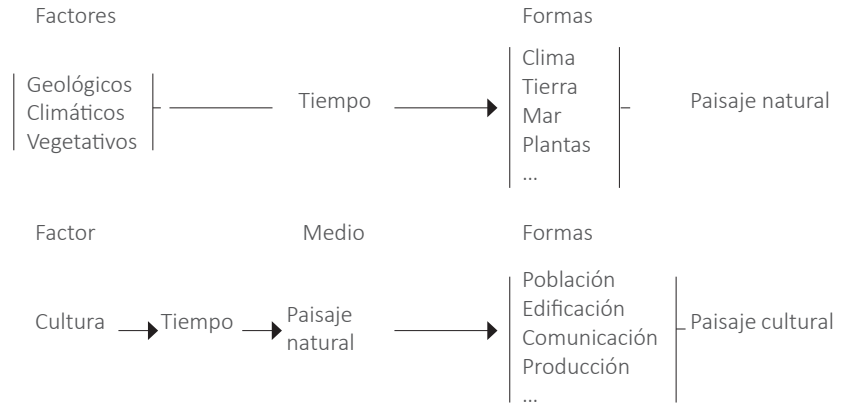 Factores Formas
Geológicos
Climáticos
Vegetativos
Tiempo
Clima
Tierra
Mar
Plantas
...
Paisaje natural
Factor Medio Formas
Cultura
Tiempo
Paisaje
natural
Población
Edificación
Comunicación
Producción
...
Paisaje cultural